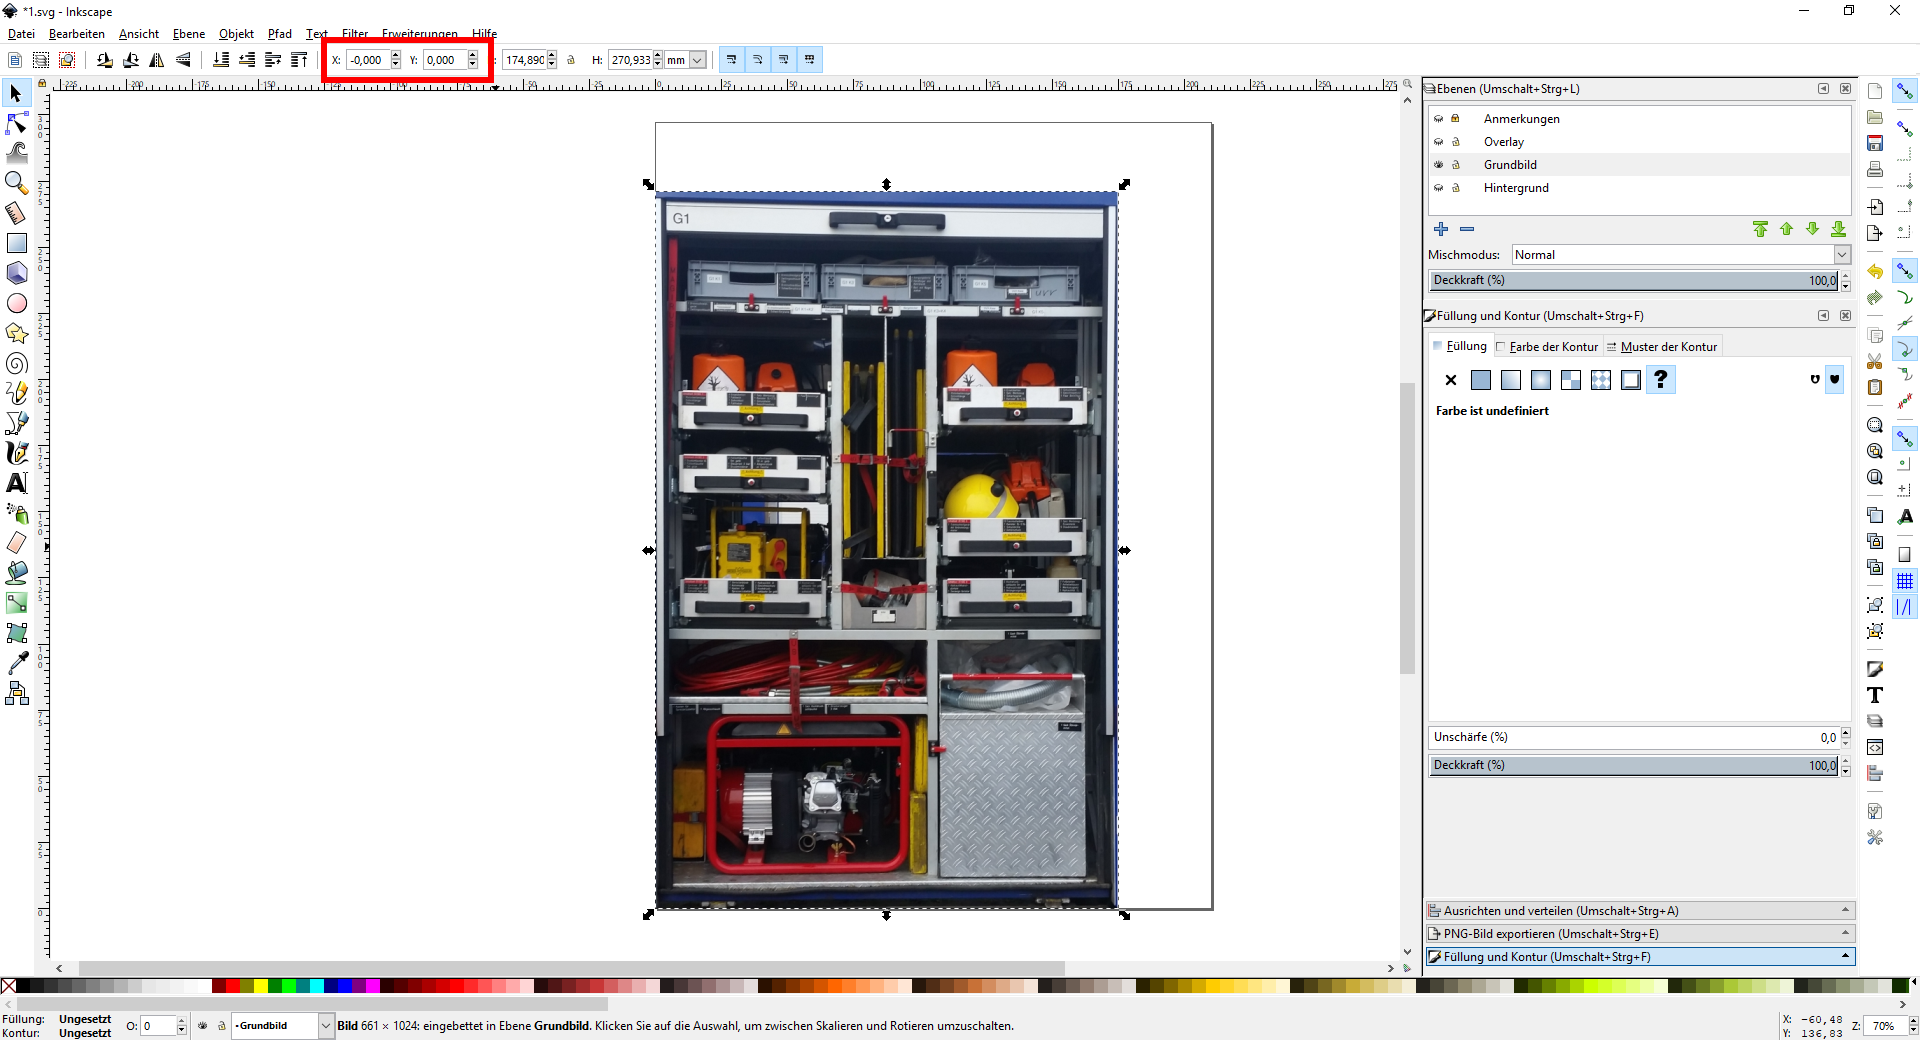 *1.svg - Inkscape
Datei Bearbeiten Ansicht Ebene Objekt Pfad Text Filter Erweiterungen Hilfe
X: -0,000 Y: 0,000 : 174,890 H: 270,933 mm
Ebenen (Umschalt+Strg+L)
Anmerkungen
Overlay
Grundbild
Hintergrund
Mischmodus: Normal
Deckkraft (%) 100,0
Füllung und Kontur (Umschalt+Strg+F)
Füllung Farbe der Kontur Muster der Kontur
?
Farbe ist undefiniert
Unschärfe (%) 0,0
Deckkraft (%) 100,0
Ausrichten und verteilen (Umschalt+Strg+A)
PNG-Bild exportieren (Umschalt+Strg+E)
Füllung und Kontur (Umschalt+Strg+F)
G1
UVV
Füllung: Ungesetzt
Kontur: Ungesetzt
O: 0
•Grundbild
Bild 661 × 1024: eingebettet in Ebene Grundbild. Klicken Sie auf die Auswahl, um zwischen Skalieren und Rotieren umzuschalten.
X: -60,48
Y: 136,83
Z: 70%